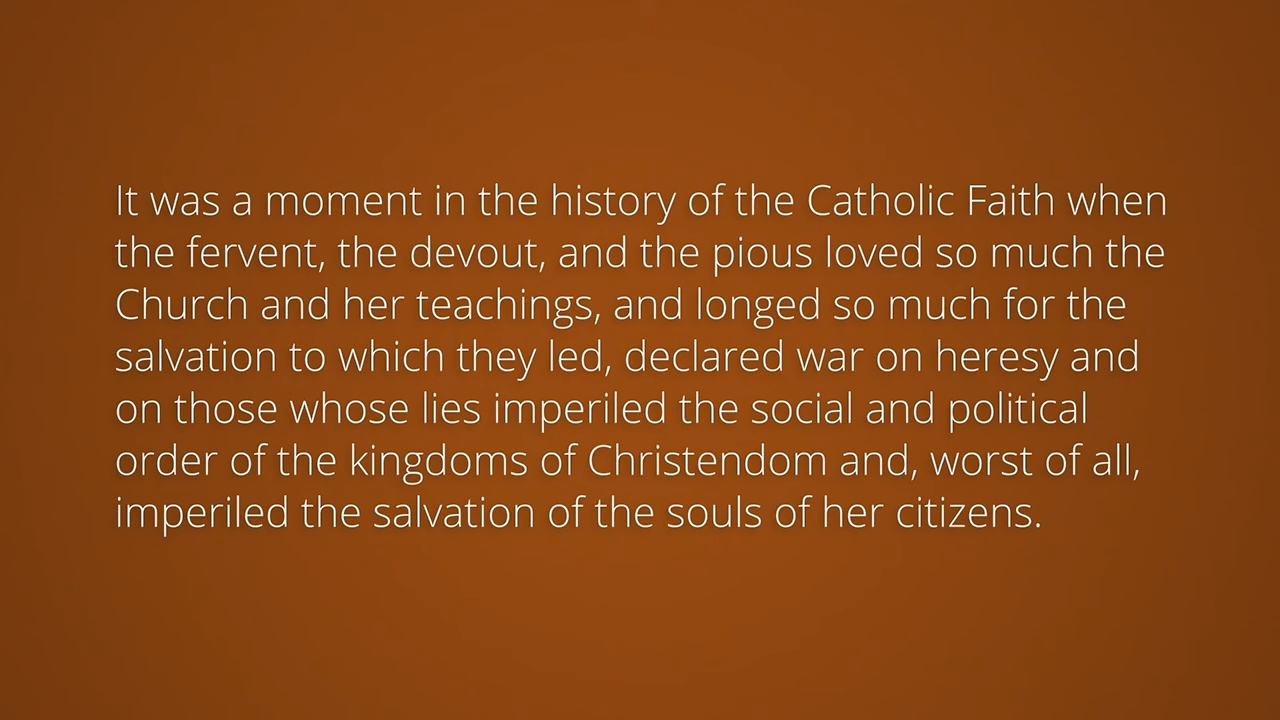 It was a moment in the history of the Catholic Faith when
the fervent, the devout, and the pious loved so much the
Church and her teachings, and longed so much for the
salvation to which they led, declared war on heresy and
on those whose lies imperiled the social and political
order of the kingdoms of Christendom and, worst of all,
imperiled the salvation of the souls of her citizens.